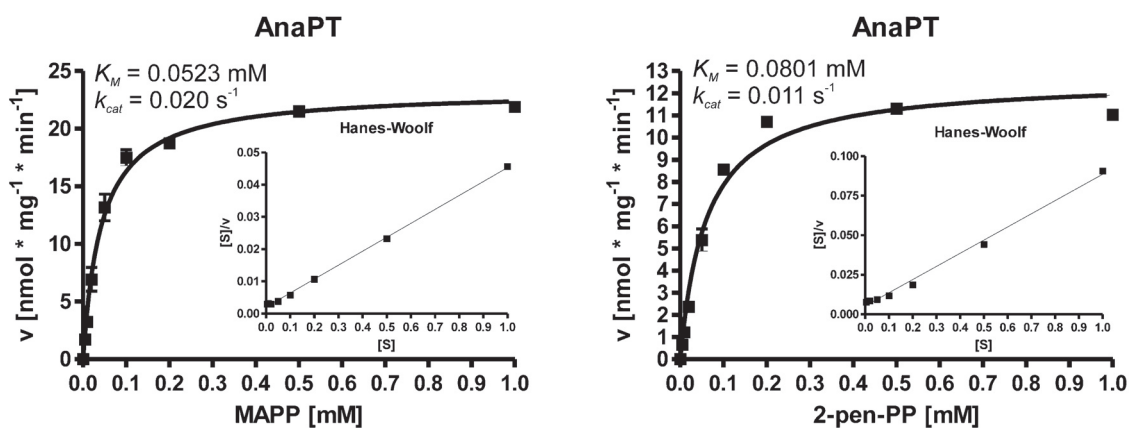 AnaPT
K_M = 0.0523 mM
k_cat = 0.020 s⁻¹
v [nmol * mg⁻¹ * min⁻¹]
25
20
15
10
5
0
0.0 0.1 0.2 0.3 0.4 0.5 0.6 0.7 0.8 0.9 1.0
MAPP [mM]
Hanes-Woolf
[S]/v
0.05
0.04
0.03
0.02
0.01
0.00
0.0 0.1 0.2 0.3 0.4 0.5 0.6 0.7 0.8 0.9 1.0
[S]
AnaPT
K_M = 0.0801 mM
k_cat = 0.011 s⁻¹
v [nmol * mg⁻¹ * min⁻¹]
13
12
11
10
9
8
7
6
5
4
3
2
1
0
0.0 0.1 0.2 0.3 0.4 0.5 0.6 0.7 0.8 0.9 1.0
2-pen-PP [mM]
Hanes-Woolf
[S]/v
0.100
0.075
0.050
0.025
0.000
0.0 0.1 0.2 0.3 0.4 0.5 0.6 0.7 0.8 0.9 1.0
[S]